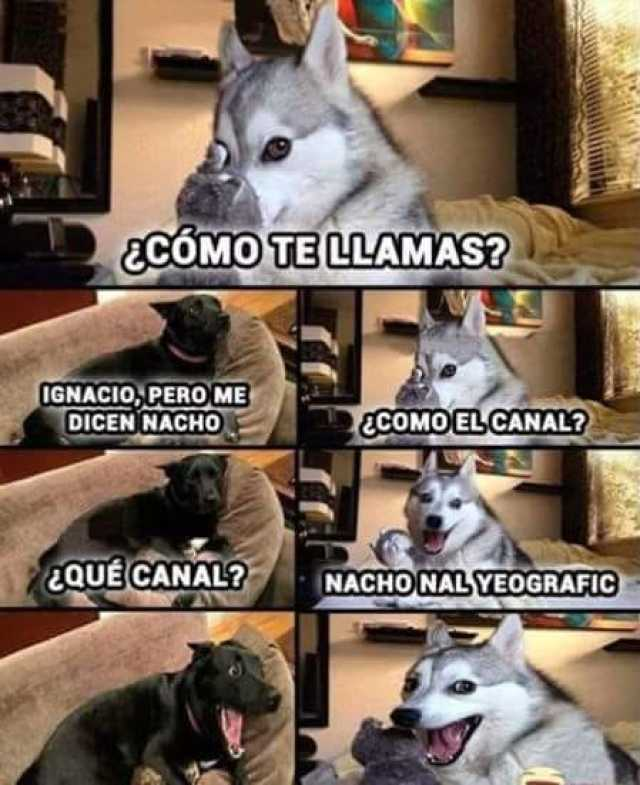 ¿CÓMO TE LLAMAS?
IGNACIO, PERO ME
DICEN NACHO
¿COMO EL CANAL?
¿QUÉ CANAL?
NACHO NAL YEOGRAFIC